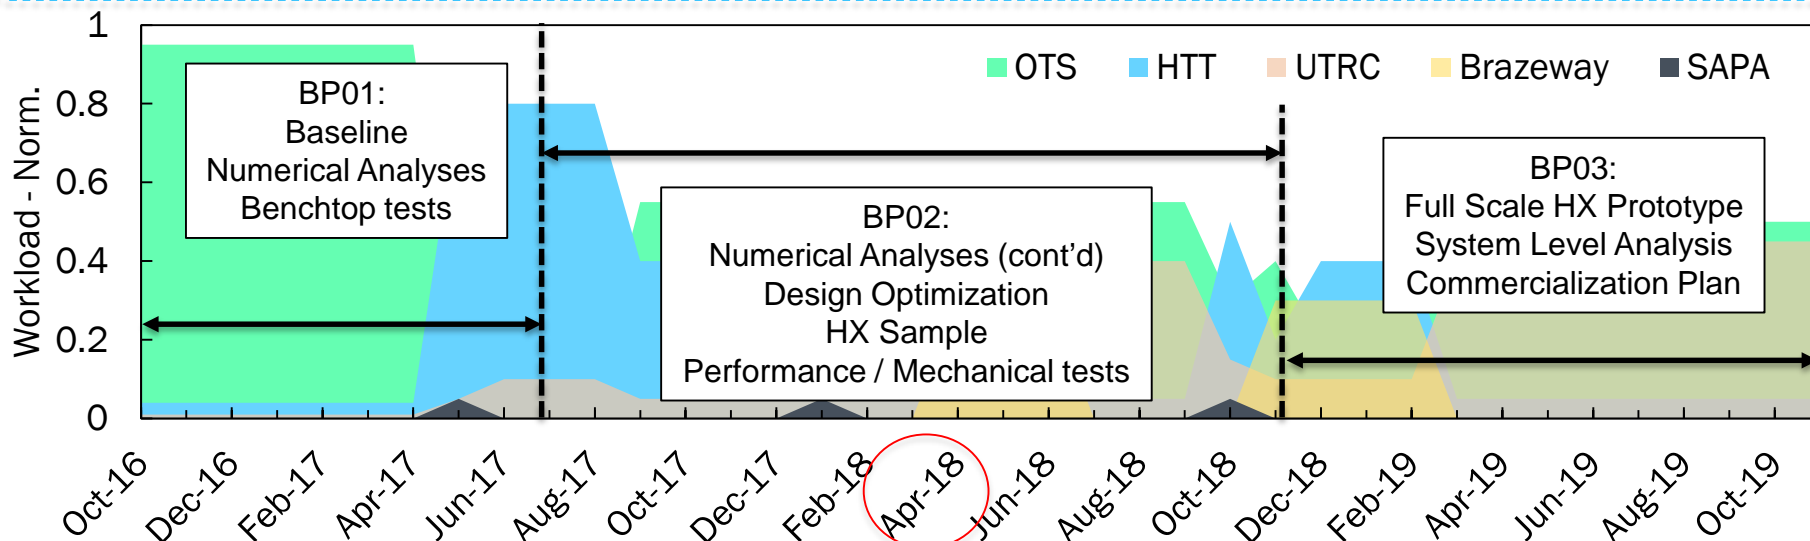 Workload - Norm.
1
0.8
0.6
0.4
0.2
0
OTS HTT UTRC Brazeway SAPA
BP01:
Baseline
Numerical Analyses
Benchtop tests
BP02:
Numerical Analyses (cont'd)
Design Optimization
HX Sample
Performance / Mechanical tests
BP03:
Full Scale HX Prototype
System Level Analysis
Commercialization Plan
Oct-16 Dec-16 Feb-17 Apr-17 Jun-17 Aug-17 Oct-17 Dec-17 Feb-18 Apr-18 Jun-18 Aug-18 Oct-18 Dec-18 Feb-19 Apr-19 Jun-19 Aug-19 Oct-19